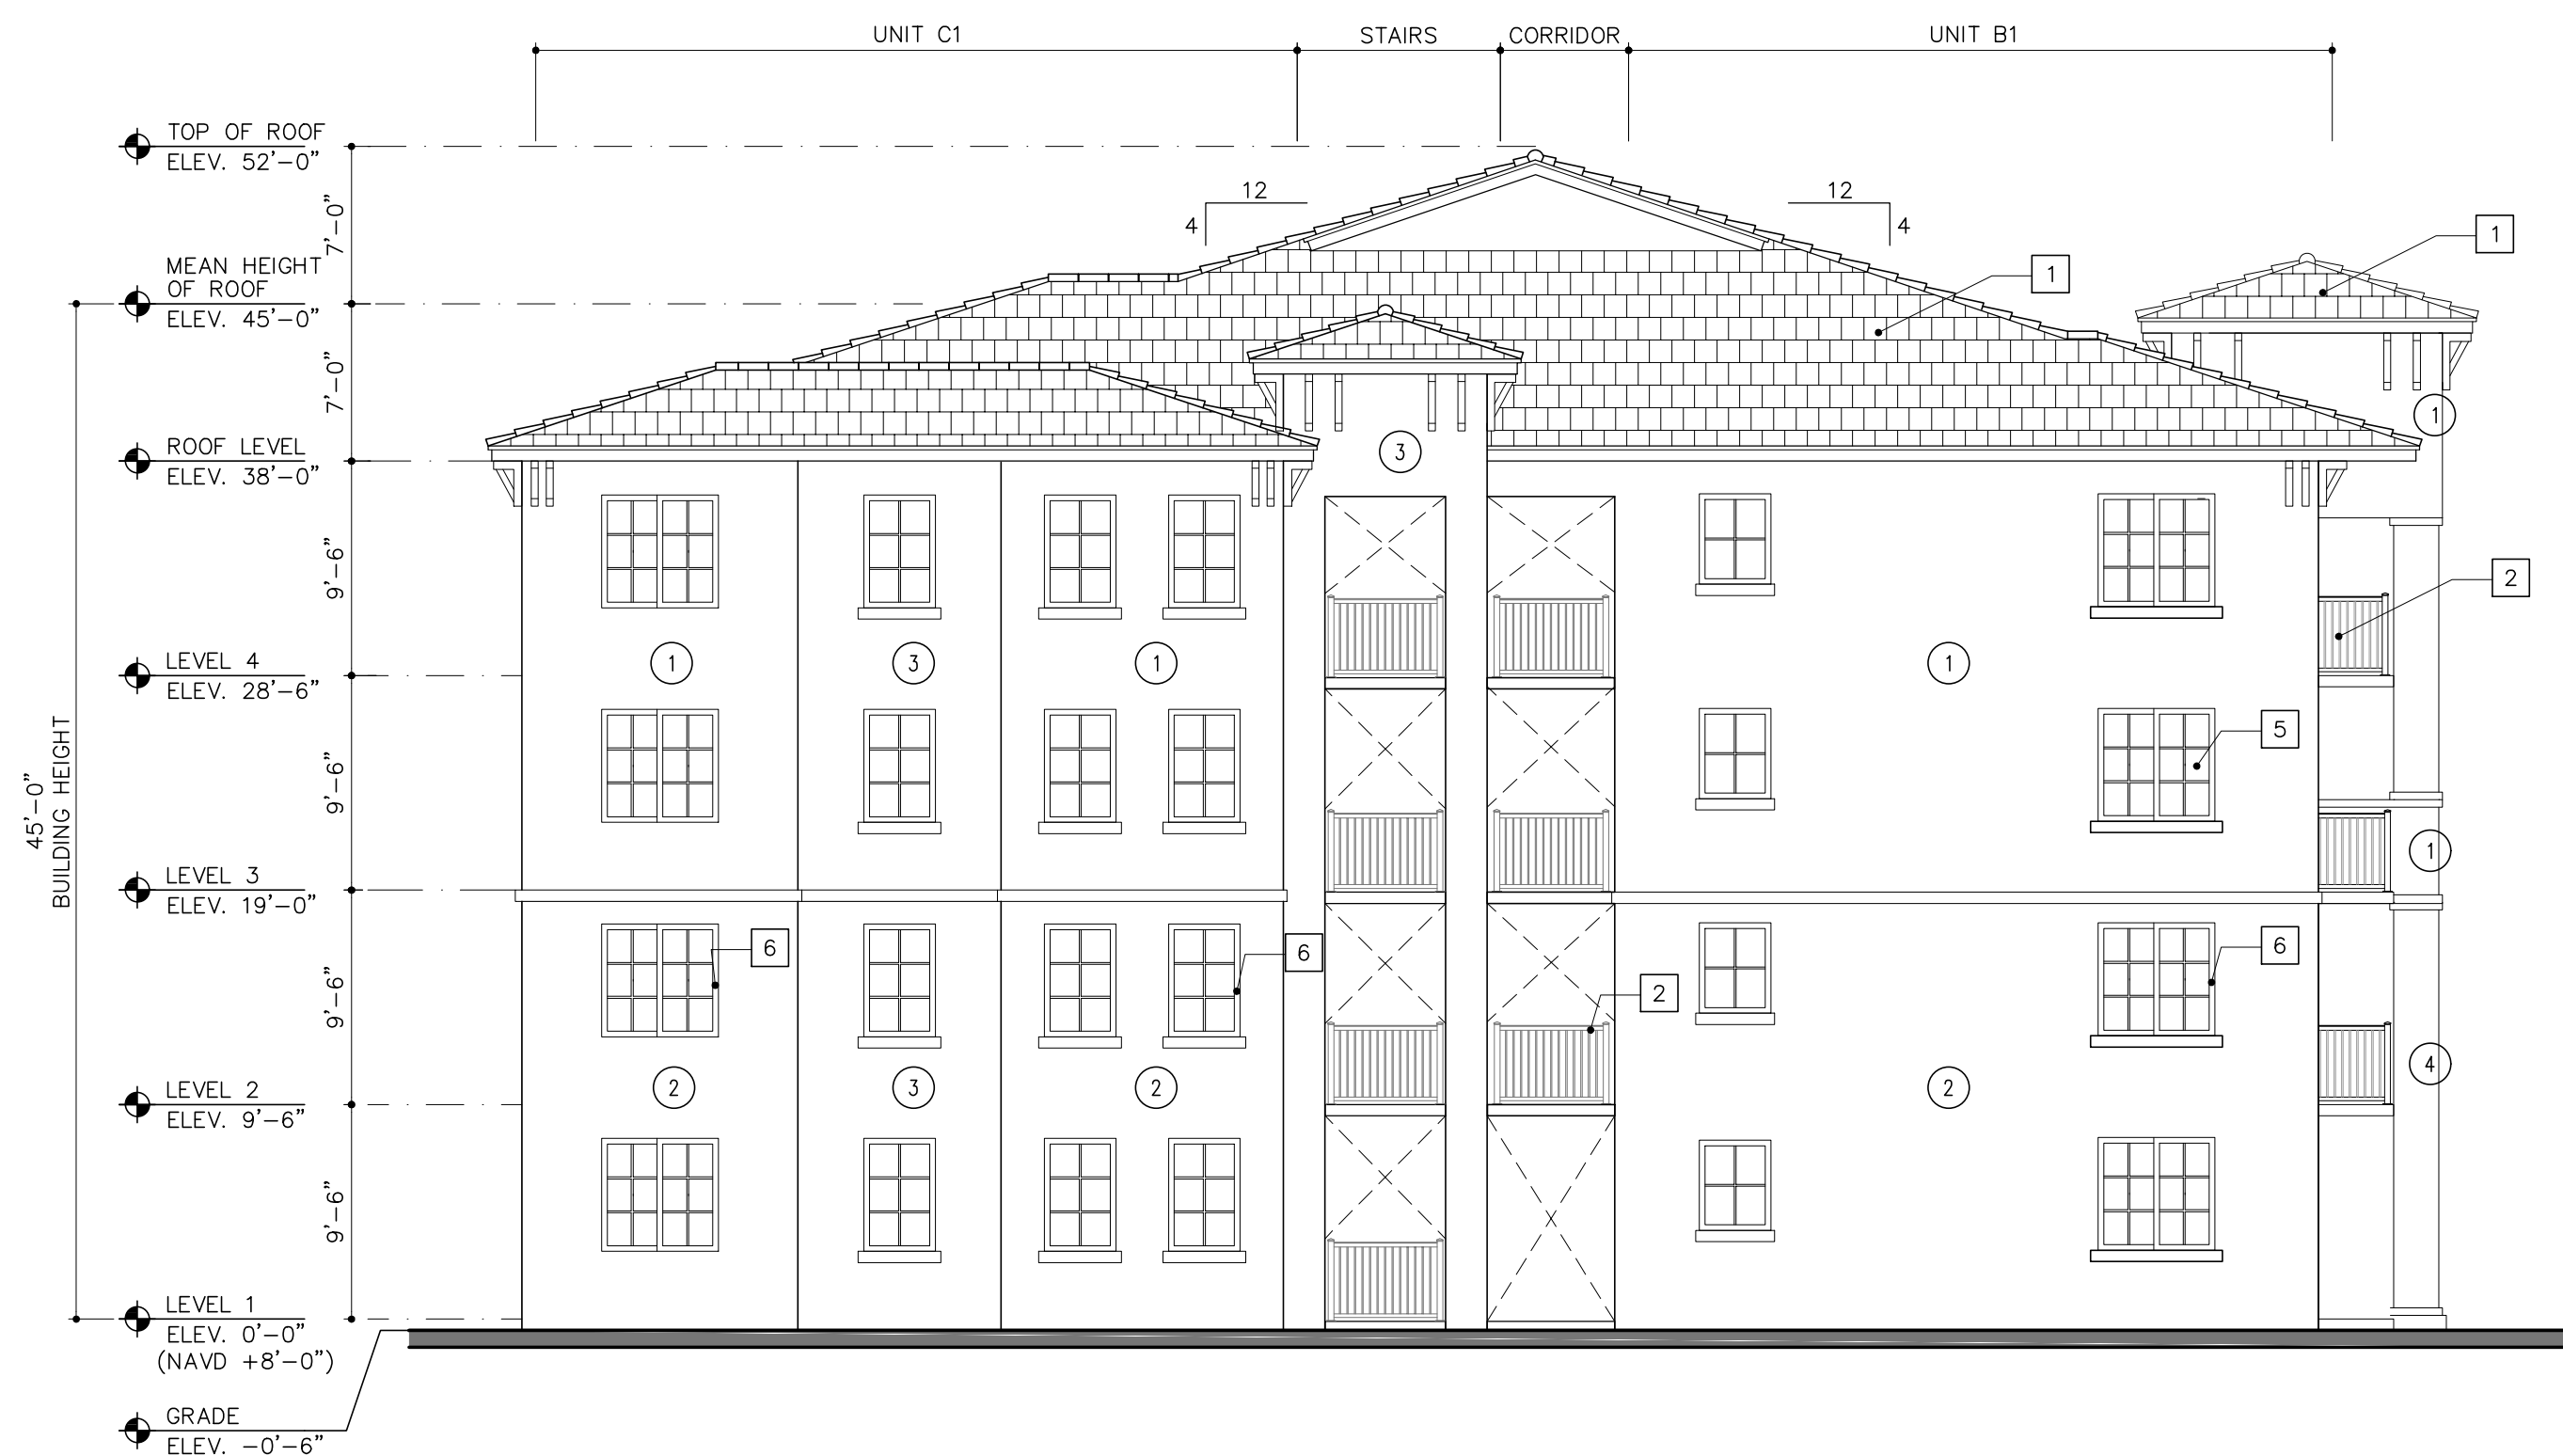 UNIT C1
STAIRS
CORRIDOR
UNIT B1
TOP OF ROOF
ELEV. 52'-0"
7'-0"
12
4
12
4
1
1
MEAN HEIGHT
OF ROOF
ELEV. 45'-0"
7'-0"
1
3
ROOF LEVEL
ELEV. 38'-0"
9'-6"
2
LEVEL 4
ELEV. 28'-6"
1
3
1
1
5
9'-6"
45'-0"
BUILDING HEIGHT
1
LEVEL 3
ELEV. 19'-0"
6
6
6
2
9'-6"
4
LEVEL 2
ELEV. 9'-6"
2
3
2
2
9'-6"
LEVEL 1
ELEV. 0'-0"
(NAVD +8'-0")
GRADE
ELEV. -0'-6"